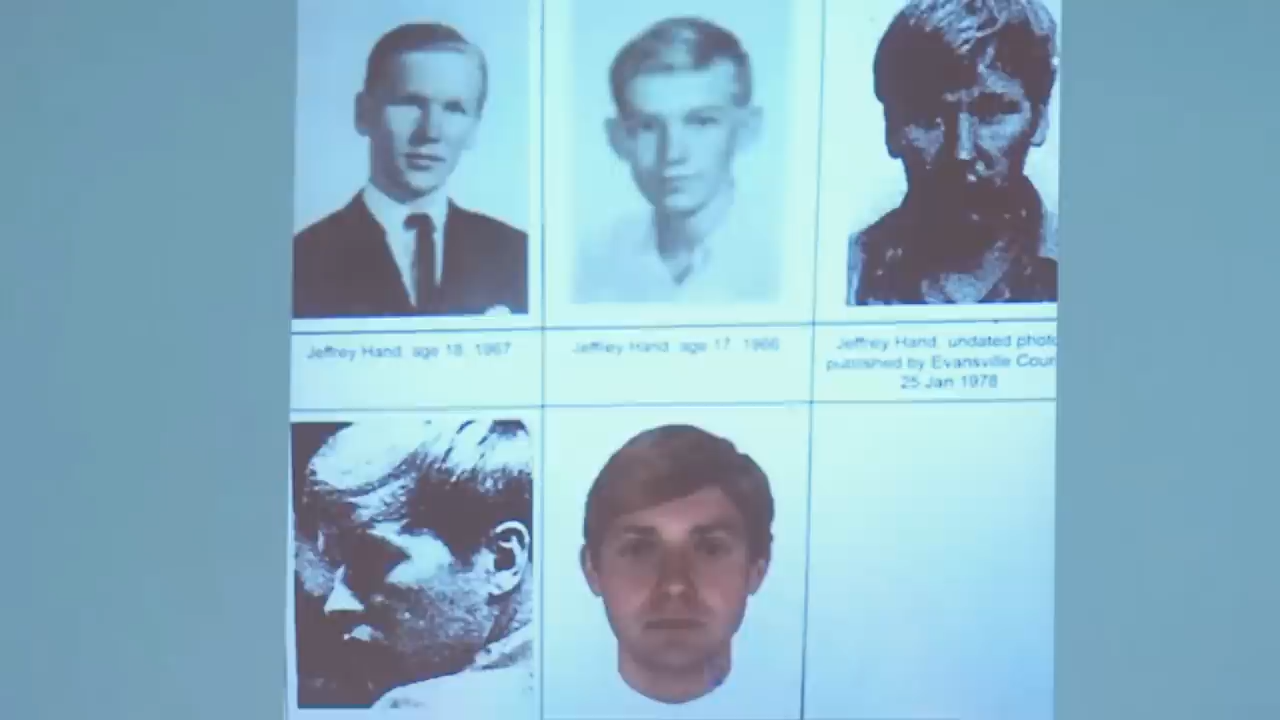 Jeffrey Hand, age 18, 1967
Jeffrey Hand, age 17, 1966
Jeffrey Hand, undated photo
published by Evansville Cour
25 Jan 1978